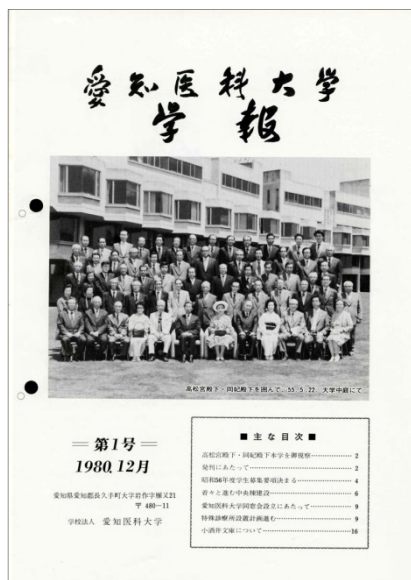 愛知医科大学
学報
高松宮殿下・同妃殿下を囲んで 55.5.22. 大学中庭にて
第1号
1980.12月
愛知県愛知郡長久手町大字岩作字雁又21
〒 480-11
学校法人 愛知医科大学
■ 主な目次 ■
高松宮殿下・同妃殿下本学を御視察 2
発刊にあたって 2
昭和56年度学生募集要項決まる 4
着々と進む中央棟建設 6
愛知医科大学同窓会設立にあたって 9
特殊診療所設置計画進む 9
小酒井文庫について 16